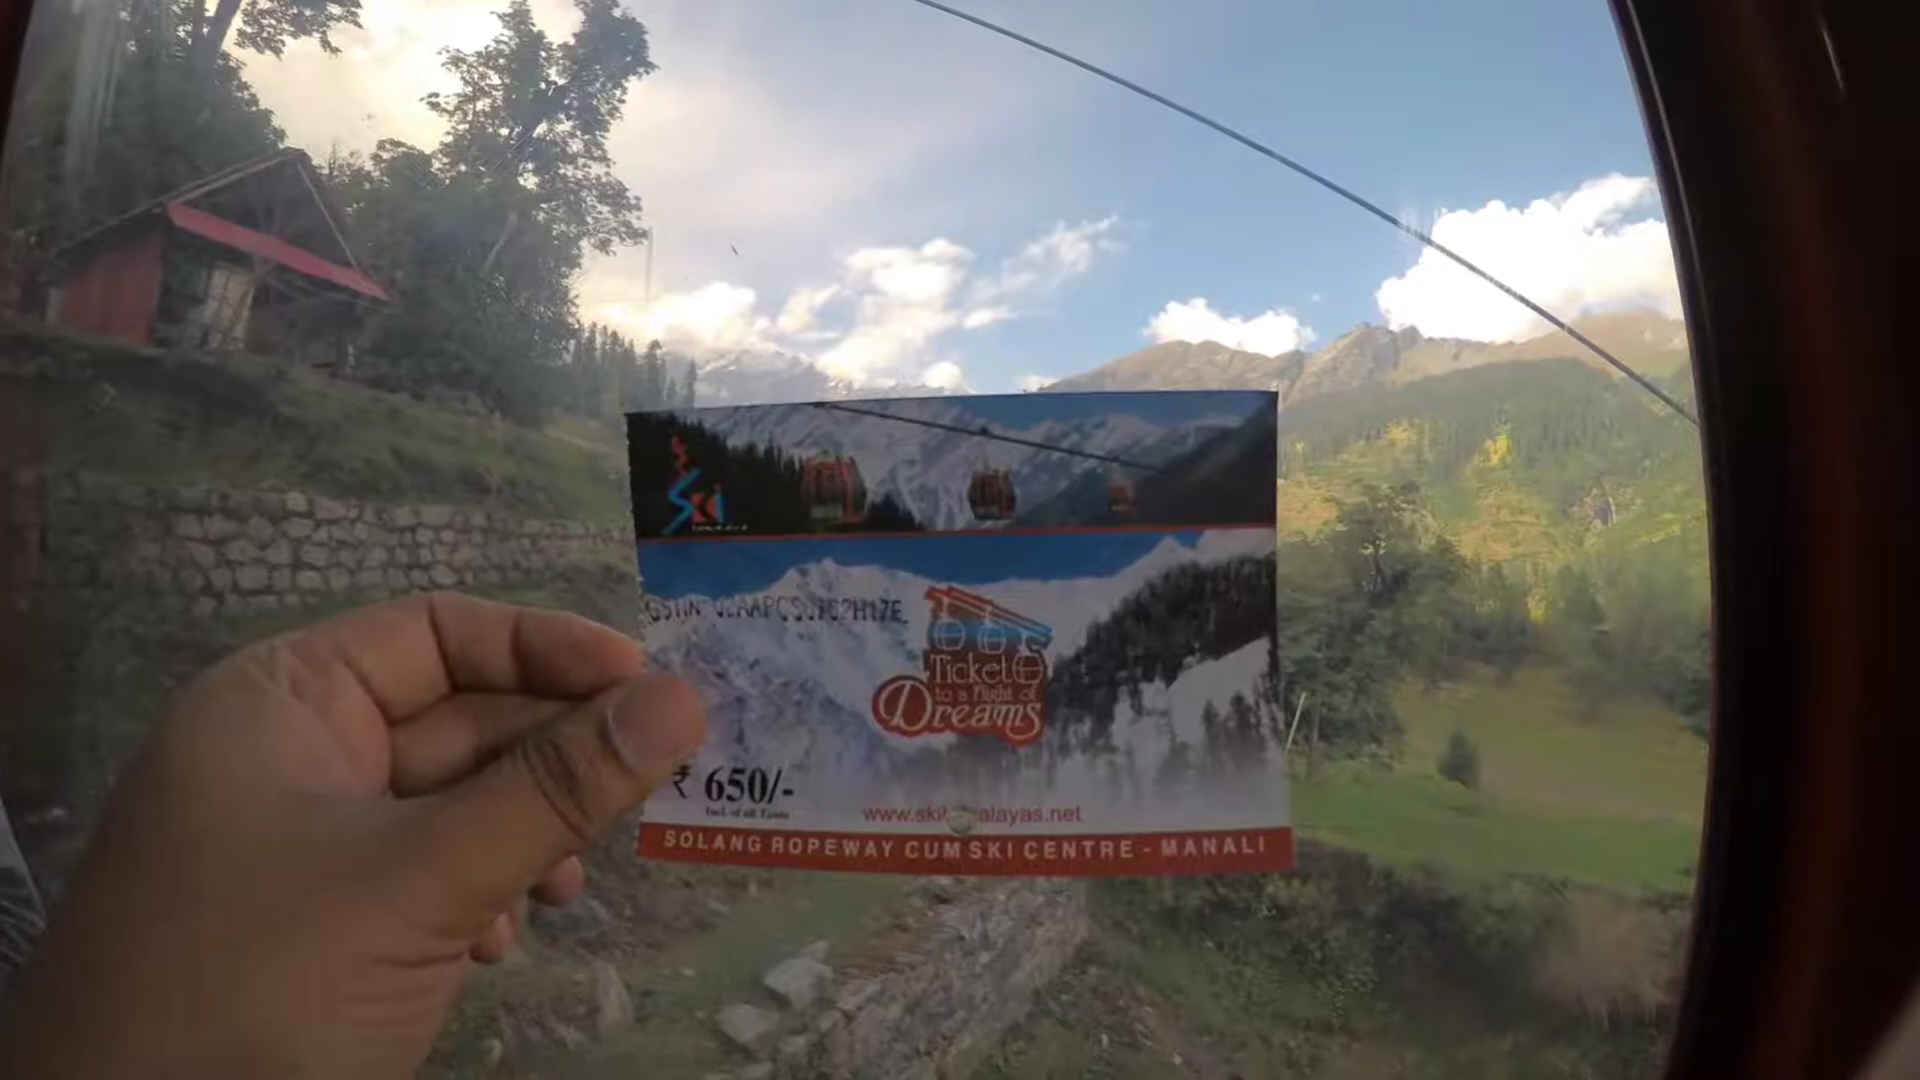 Ski
Ticket
to a flight of
Dreams
₹ 650/-
Incl. of all Taxes
SOLANG ROPEWAY CUM SKI CENTRE - MANALI